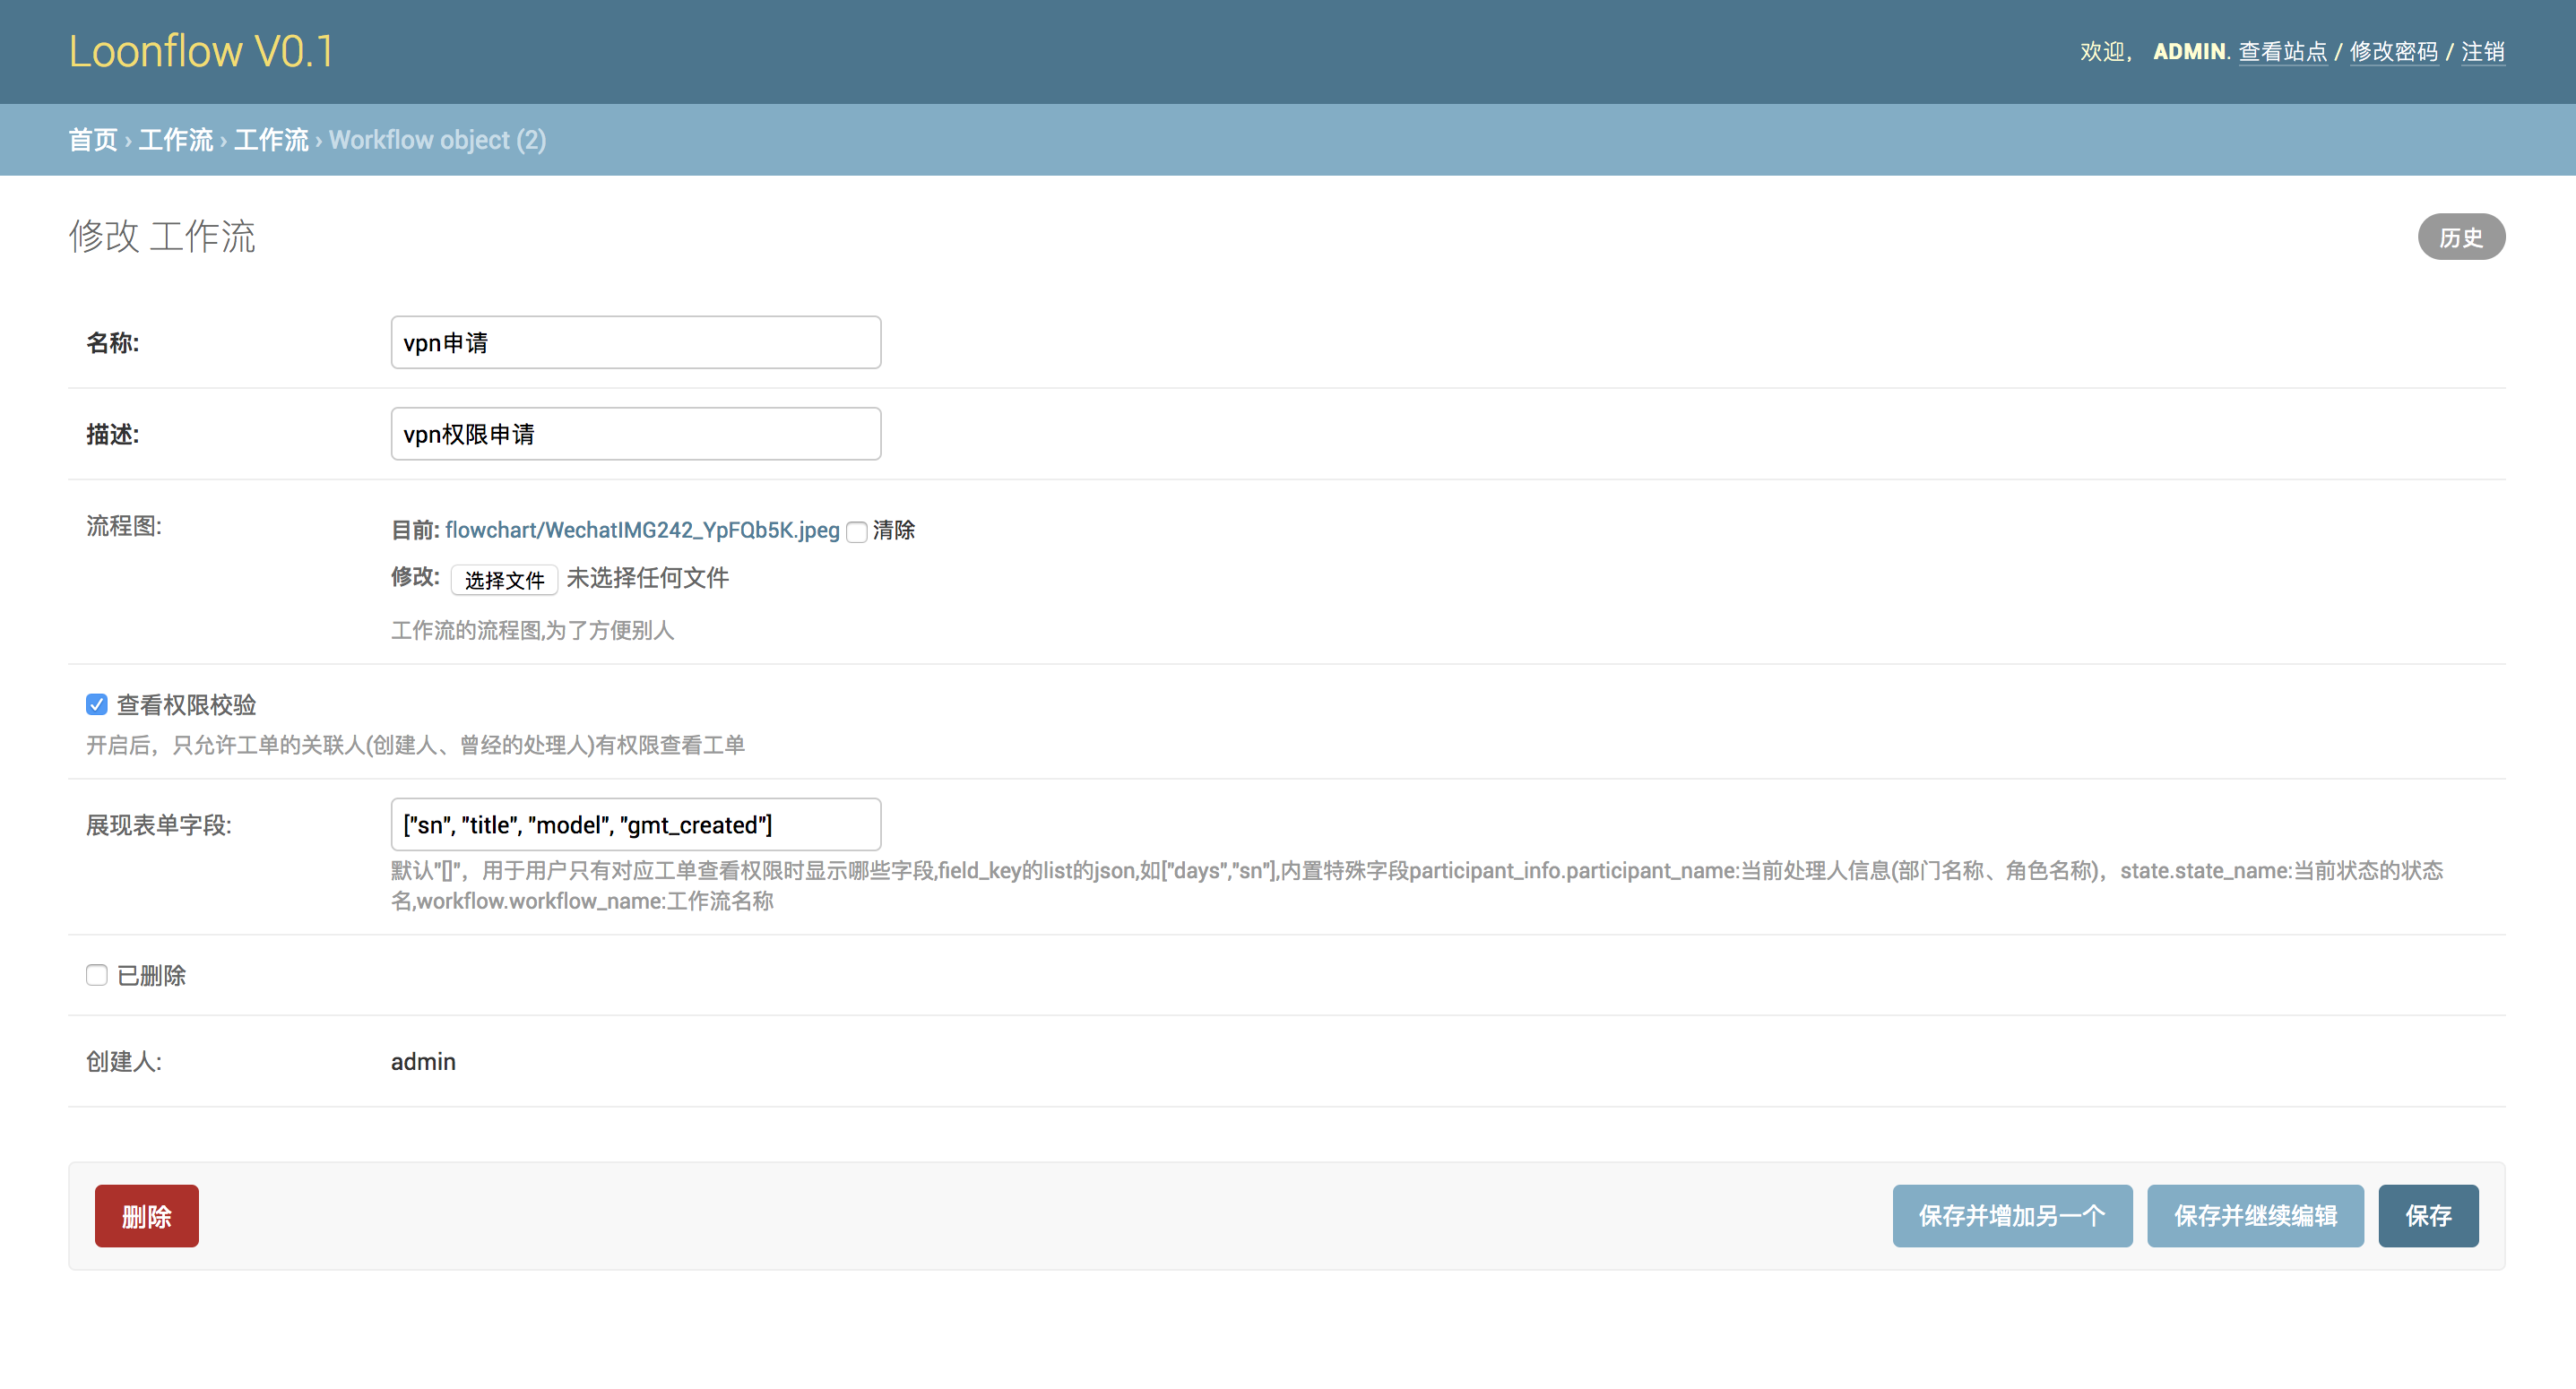 Loonflow V0.1
欢迎， ADMIN. 查看站点 / 修改密码 / 注销
首页 › 工作流 › 工作流 › Workflow object (2)
修改 工作流
历史
名称:
vpn申请
描述:
vpn权限申请
流程图:
目前: flowchart/WechatIMG242_YpFQb5K.jpeg 清除
修改: 选择文件 未选择任何文件
工作流的流程图,为了方便别人
查看权限校验
开启后，只允许工单的关联人(创建人、曾经的处理人)有权限查看工单
展现表单字段:
["sn", "title", "model", "gmt_created"]
默认"[]"，用于用户只有对应工单查看权限时显示哪些字段,field_key的list的json,如["days","sn"],内置特殊字段participant_info.participant_name:当前处理人信息(部门名称、角色名称)，state.state_name:当前状态的状态
名,workflow.workflow_name:工作流名称
已删除
创建人:
admin
删除
保存并增加另一个
保存并继续编辑
保存